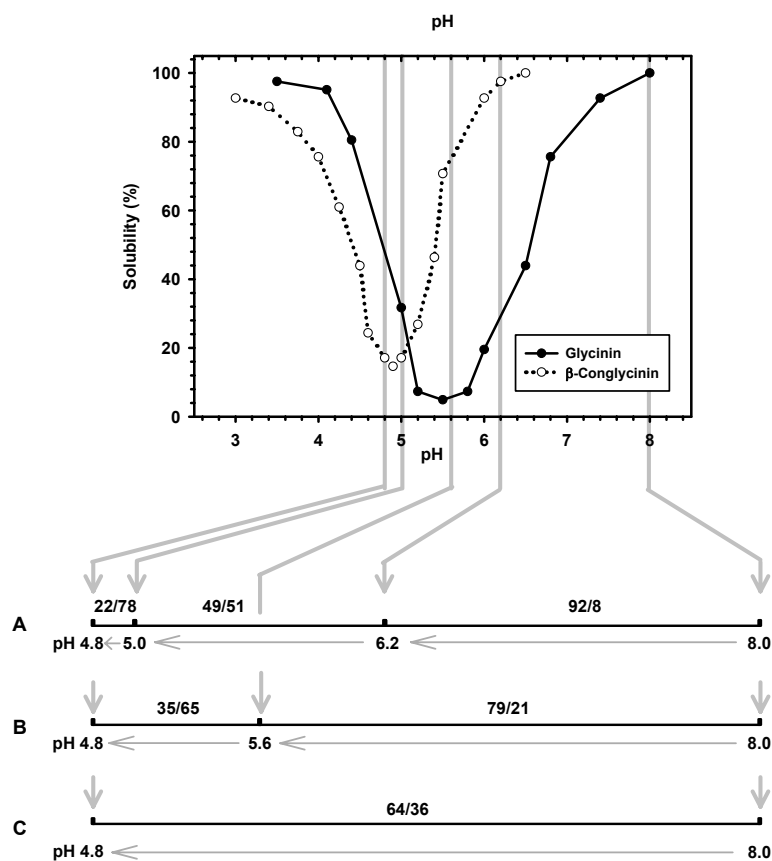 pH
100
80
60
40
20
0
Solubility (%)
Glycinin
β-Conglycinin
3 4 5 6 7 8
pH
22/78 49/51 92/8
A
pH 4.8 5.0 6.2 8.0
35/65 79/21
B
pH 4.8 5.6 8.0
64/36
C
pH 4.8 8.0